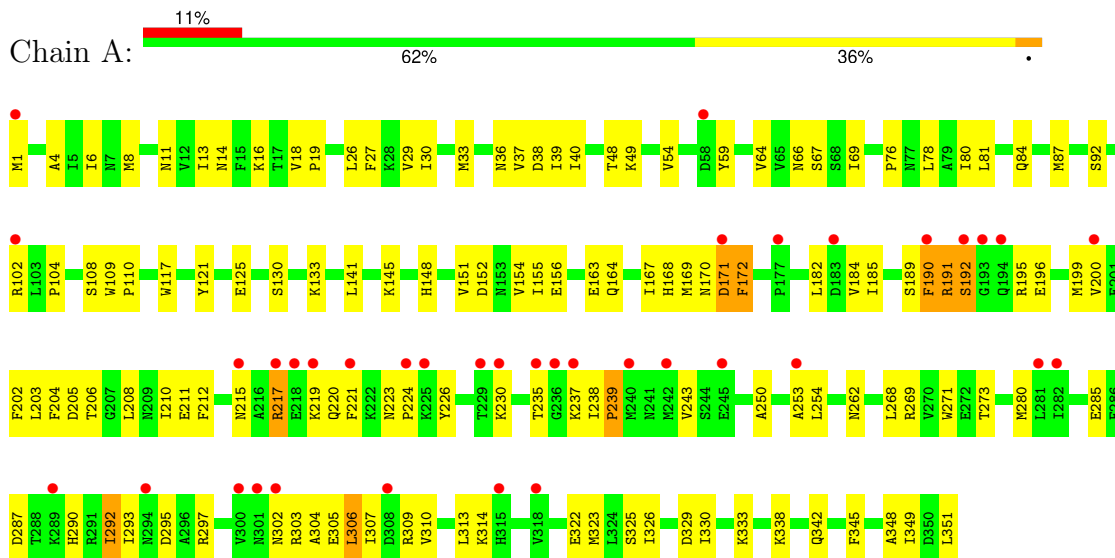 11%
Chain A:
62% 36% •
M1 A4 I5 I6 N7 M8 N11 V12 I13 N14 F15 K16 T17 V18 P19 L26 F27 K28 V29 I30 M33 N36 V37 D38 I39 I40 T48 K49 V54 D58 Y59 V64 V65 N66 S67 S68 I69 P76 N77 L78 A79 I80 L81 Q84 M87 S92
R102 L103 P104 S108 W109 P110 W117 Y121 E125 S130 K133 L141 K145 H148 V151 D152 N153 V154 I155 E156 E163 Q164 I167 H168 M169 N170 D171 F172 P177 L182 D183 V184 I185 S189 F190 R191 S192 G193 Q194 R195 E196 M199 V200 E201
F202 L203 F204 D205 T206 G207 L208 N209 I210 E211 F212 N215 A216 R217 E218 K219 Q220 F221 K222 N223 P224 K225 Y226 T229 K230 T235 G236 K237 I238 P239 M240 N241 M242 V243 S244 E245 A250 A253 L254 N262 L268 R269 V270 W271 E272 T273 M280 L281 I282 E285 E286
D287 T288 K289 H290 R291 I292 I293 N294 D295 A296 R297 V300 N301 N302 R303 A304 E305 L306 I307 D308 R309 V310 L313 K314 H315 V318 E322 M323 L324 S325 I326 D329 I330 K333 K338 Q342 F345 A348 I349 D350 L351